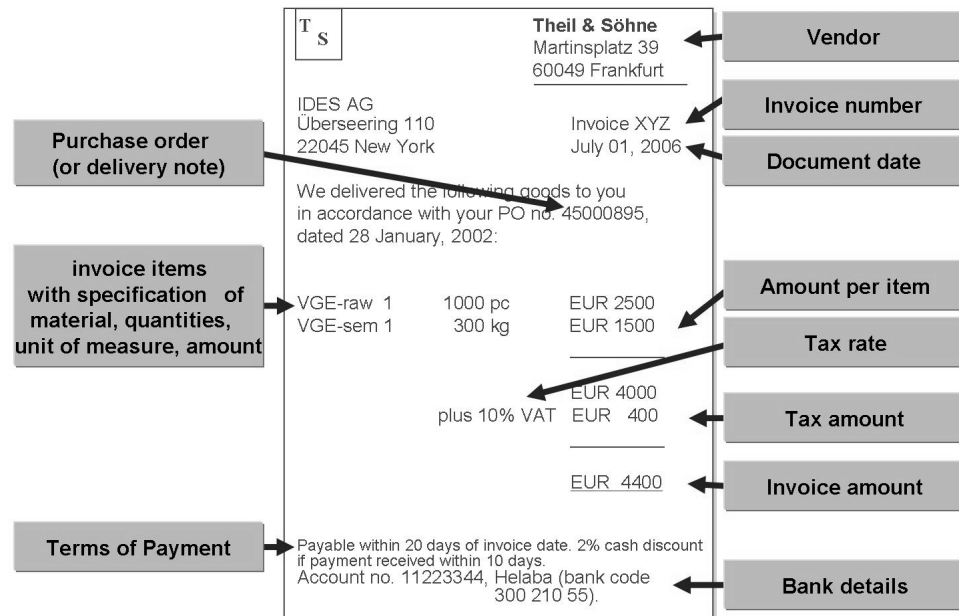 T
S
Theil & Söhne
Martinsplatz 39
60049 Frankfurt
Vendor
IDES AG
Überseering 110
22045 New York
Invoice XYZ
July 01, 2006
Invoice number
Document date
Purchase order
(or delivery note)
We delivered the following goods to you
in accordance with your PO no. 45000895,
dated 28 January, 2002:
invoice items
with specification of
material, quantities,
unit of measure, amount
VGE-raw 1 1000 pc EUR 2500
VGE-sem 1 300 kg EUR 1500
Amount per item
Tax rate
EUR 4000
plus 10% VAT EUR 400
Tax amount
EUR 4400
Invoice amount
Terms of Payment
Payable within 20 days of invoice date. 2% cash discount
if payment received within 10 days.
Account no. 11223344, Helaba (bank code
300 210 55).
Bank details